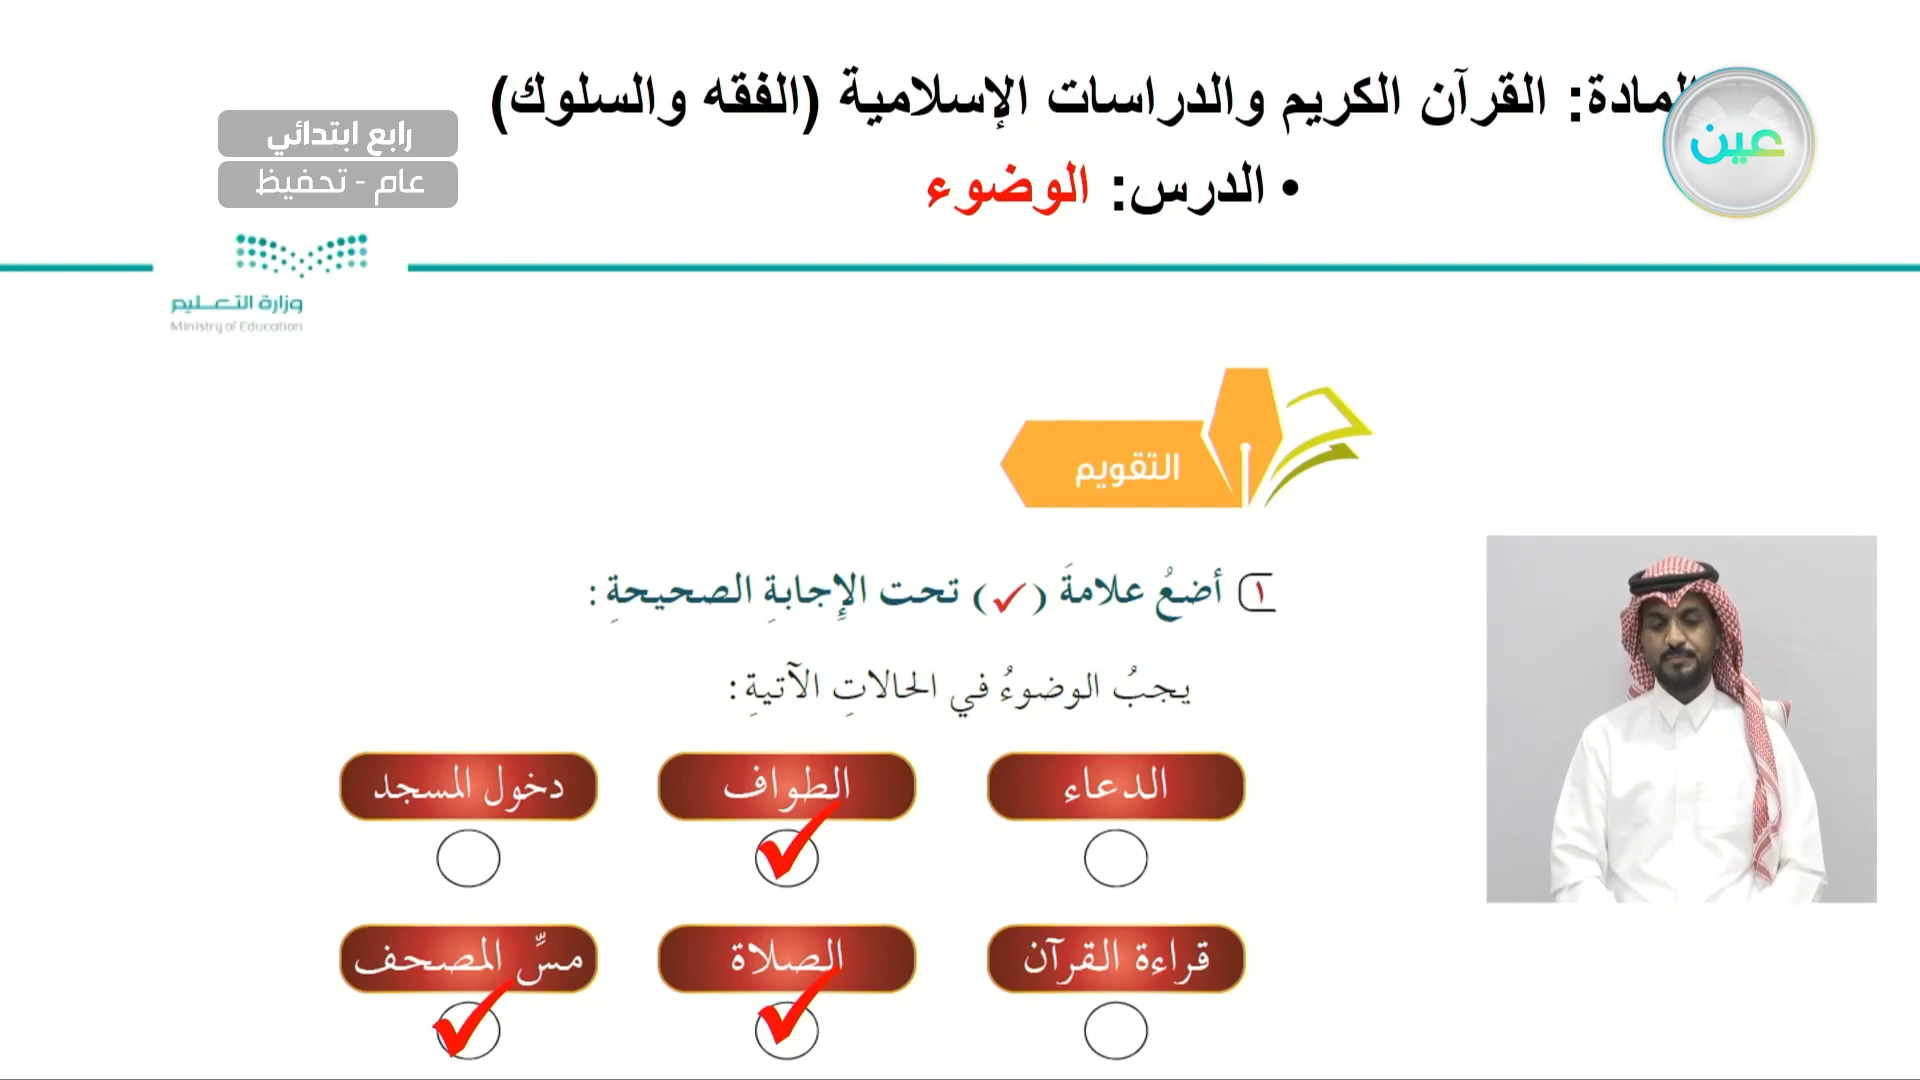 المادة: القرآن الكريم والدراسات الإسلامية (الفقه والسلوك)
• الدرس: الوضوء
عين
رابع ابتدائي
عام - تحفيظ
وزارة التعليم
Ministry of Education
التقويم
١ أضعُ علامةَ (✓) تحت الإِجابةِ الصحيحةِ:
يجبُ الوضوءُ في الحالاتِ الآتيةِ:
الدعاء الطواف دخول المسجد
قراءة القرآن الصلاة مسِّ المصحف